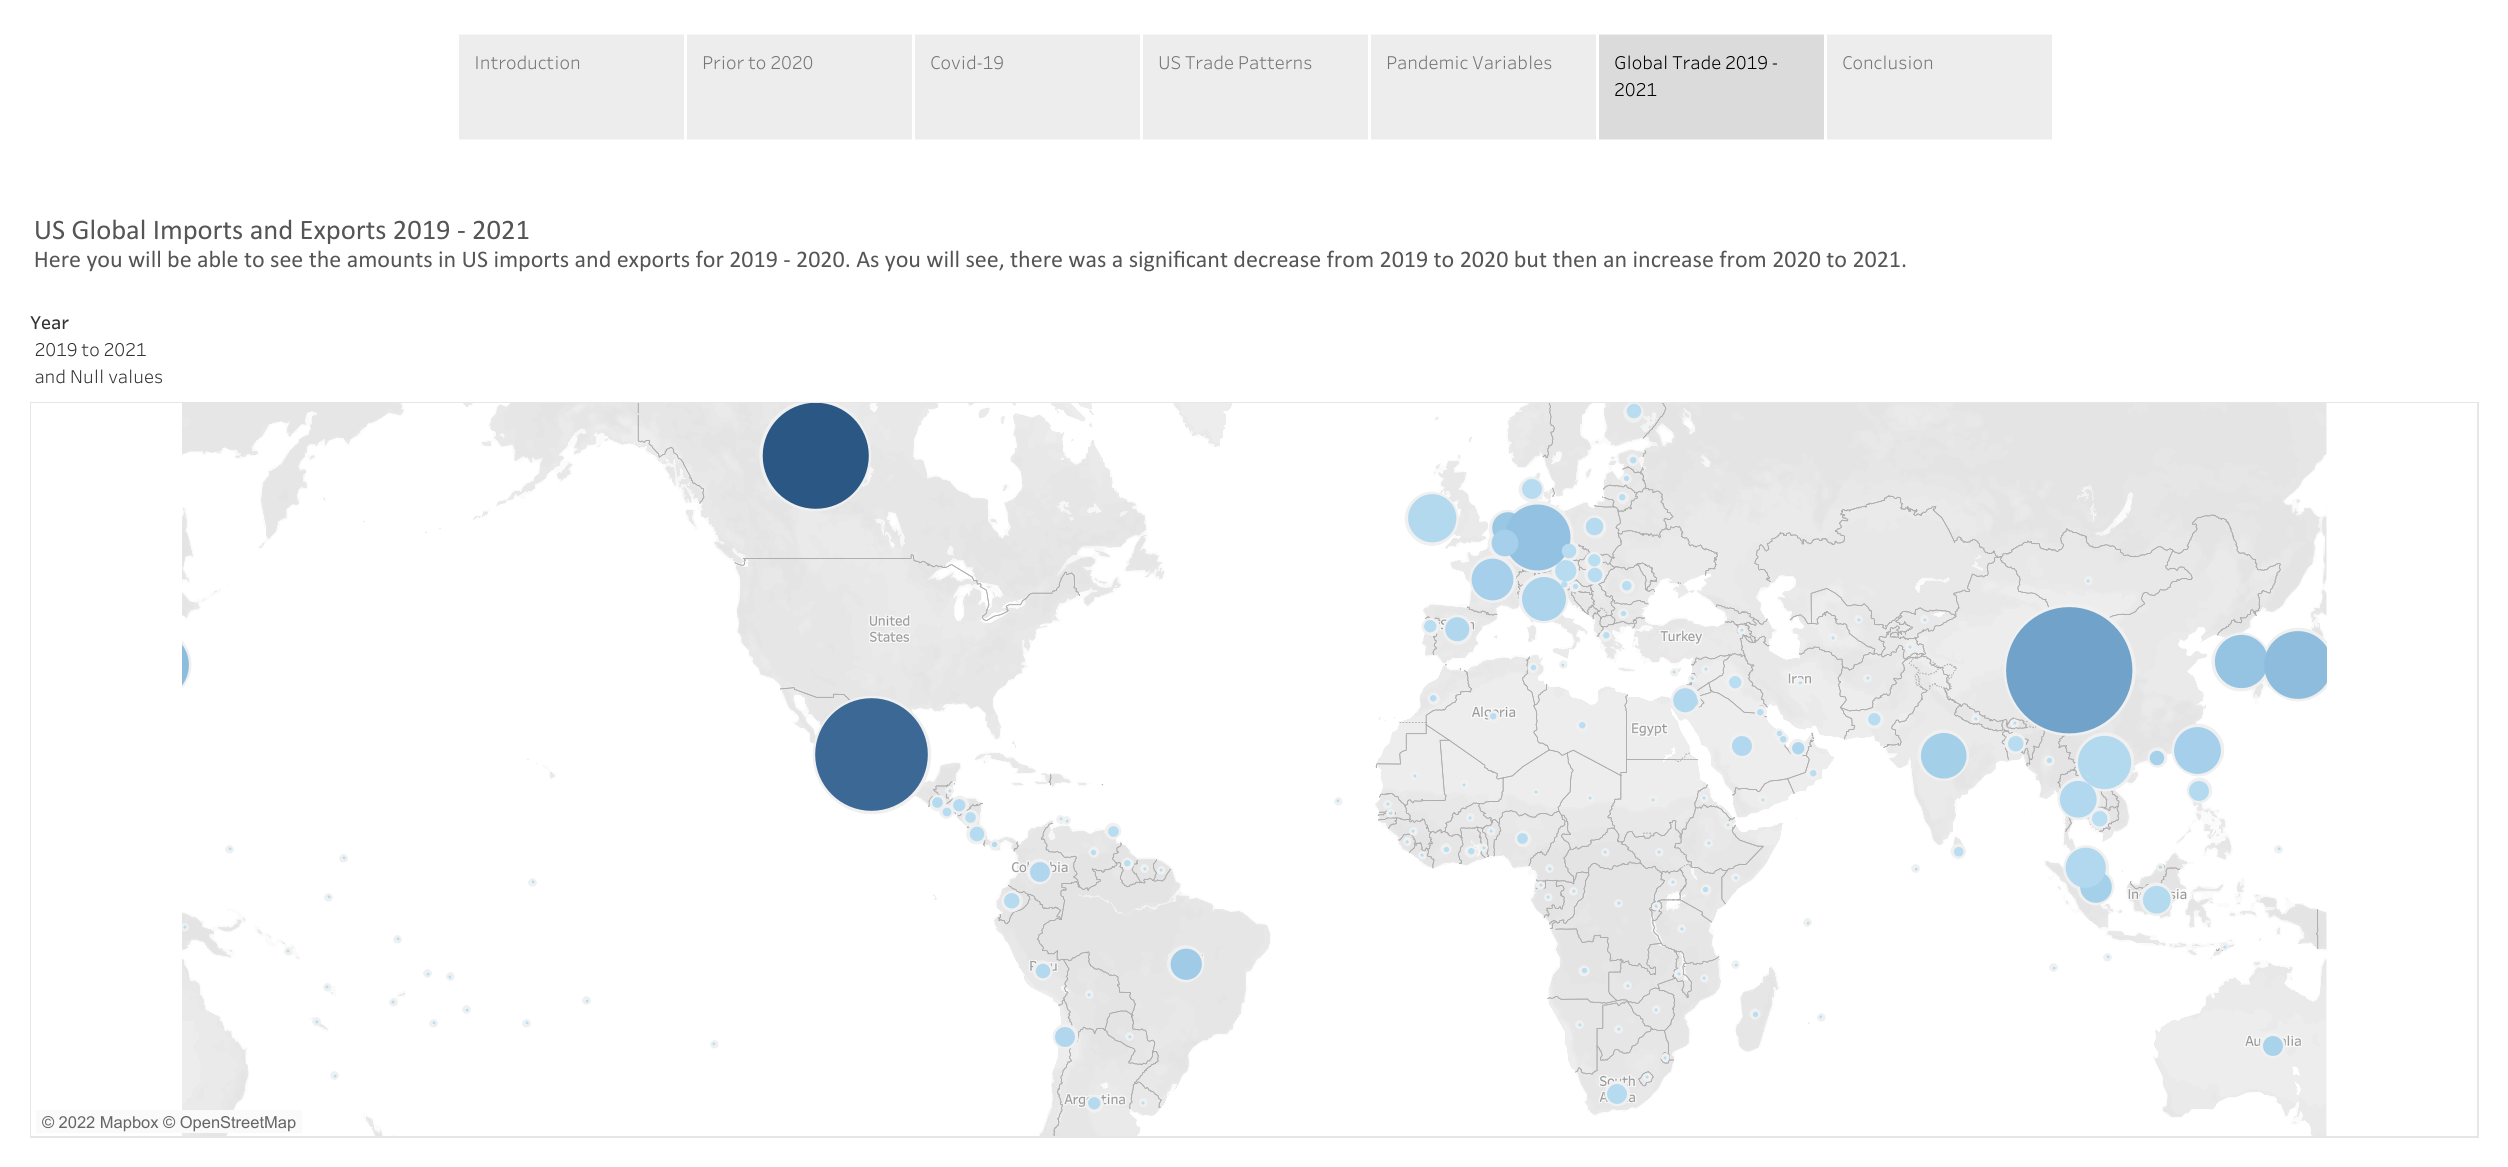 Introduction
Prior to 2020
Covid-19
US Trade Patterns
Pandemic Variables
Global Trade 2019 -
2021
Conclusion
US Global Imports and Exports 2019 - 2021
Here you will be able to see the amounts in US imports and exports for 2019 - 2020. As you will see, there was a significant decrease from 2019 to 2020 but then an increase from 2020 to 2021.
Year
2019 to 2021
and Null values
United
States
Turkey
Iran
Algeria
Egypt
Argentina
© 2022 Mapbox © OpenStreetMap